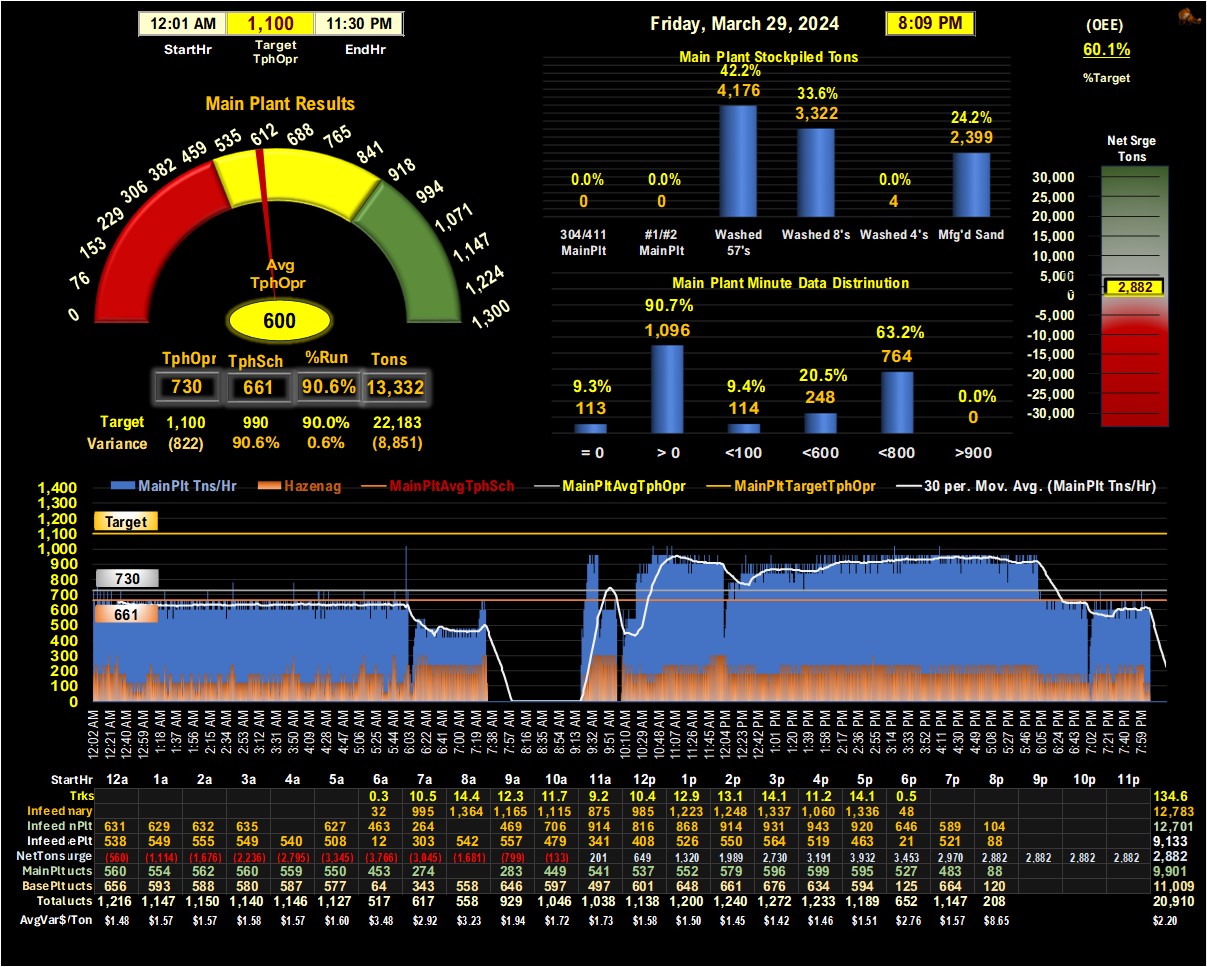 12:01 AM 1,100 11:30 PM
StartHr Target TphOpr EndHr
Friday, March 29, 2024 8:09 PM
(OEE)
60.1%
%Target
Main Plant Results
0 76 153 229 306 382 459 535 612 688 765 841 918 994 1,071 1,147 1,224 1,300
Avg
TphOpr
600
TphOpr TphSch %Run Tons
730 661 90.6% 13,332
Target 1,100 990 90.0% 22,183
Variance (822) 90.6% 0.6% (8,851)
Main Plant Stockpiled Tons
0.0% 0.0% 42.2% 33.6% 0.0% 24.2%
0 0 4,176 3,322 4 2,399
304/411 #1/#2 Washed Washed 8's Washed 4's Mfg'd Sand
MainPlt MainPlt 57's
Main Plant Minute Data Distrinution
9.3% 90.7% 9.4% 20.5% 63.2% 0.0%
113 1,096 114 248 764 0
= 0 > 0 <100 <600 <800 >900
Net Srge
Tons
30,000
25,000
20,000
15,000
10,000
5,000
2,882
0
-5,000
-10,000
-15,000
-20,000
-25,000
-30,000
MainPlt Tns/Hr Hazenag MainPltAvgTphSch MainPltAvgTphOpr MainPltTargetTphOpr 30 per. Mov. Avg. (MainPlt Tns/Hr)
1,400
1,300
1,200
Target
1,100
1,000
900
800
730
700
661
600
500
400
300
200
100
0
12:02 AM 12:21 AM 12:40 AM 12:59 AM 1:18 AM 1:37 AM 1:56 AM 2:15 AM 2:34 AM 2:53 AM 3:12 AM 3:31 AM 3:50 AM 4:09 AM 4:28 AM 4:47 AM 5:06 AM 5:25 AM 5:44 AM 6:03 AM 6:22 AM 6:41 AM 7:00 AM 7:19 AM 7:38 AM 7:57 AM 8:16 AM 8:35 AM 8:54 AM 9:13 AM 9:32 AM 9:51 AM 10:10 AM 10:29 AM 10:48 AM 11:07 AM 11:26 AM 11:45 AM 12:04 PM 12:23 PM 12:42 PM 1:01 PM 1:20 PM 1:39 PM 1:58 PM 2:17 PM 2:36 PM 2:55 PM 3:14 PM 3:33 PM 3:52 PM 4:11 PM 4:30 PM 4:49 PM 5:08 PM 5:27 PM 5:46 PM 6:05 PM 6:24 PM 6:43 PM 7:02 PM 7:21 PM 7:40 PM 7:59 PM
StartHr 12a 1a 2a 3a 4a 5a 6a 7a 8a 9a 10a 11a 12p 1p 2p 3p 4p 5p 6p 7p 8p 9p 10p 11p
Trks 0.3 10.5 14.4 12.3 11.7 9.2 10.4 12.9 13.1 14.1 11.2 14.1 0.5 134.6
Infeed mary 32 995 1,364 1,165 1,115 875 985 1,223 1,248 1,337 1,060 1,336 48 12,783
Infeed nPlt 631 629 632 635 627 463 264 469 706 914 816 868 914 931 943 920 646 589 104 12,701
Infeed ePlt 538 549 555 549 540 508 12 303 542 557 479 341 408 526 550 564 519 463 21 521 88 9,133
NetTons urge (560) (1,114) (1,676) (2,236) (2,795) (3,345) (3,766) (3,045) (1,681) (799) (133) 201 649 1,320 1,989 2,730 3,191 3,932 3,453 2,970 2,882 2,882 2,882 2,882 2,882
MainPlt ucts 560 554 562 560 559 550 453 274 283 449 541 537 552 579 596 599 595 527 483 88 9,901
BasePlt ucts 656 593 588 580 587 577 64 343 558 646 597 497 601 648 661 676 634 594 125 664 120 11,009
Total ucts 1,216 1,147 1,150 1,140 1,146 1,127 517 617 558 929 1,046 1,038 1,138 1,200 1,240 1,272 1,233 1,189 652 1,147 208 20,910
AvgVar$/Ton $1.48 $1.57 $1.57 $1.58 $1.57 $1.60 $3.48 $2.92 $3.23 $1.94 $1.72 $1.73 $1.58 $1.50 $1.45 $1.42 $1.46 $1.51 $2.76 $1.57 $8.65 $2.20